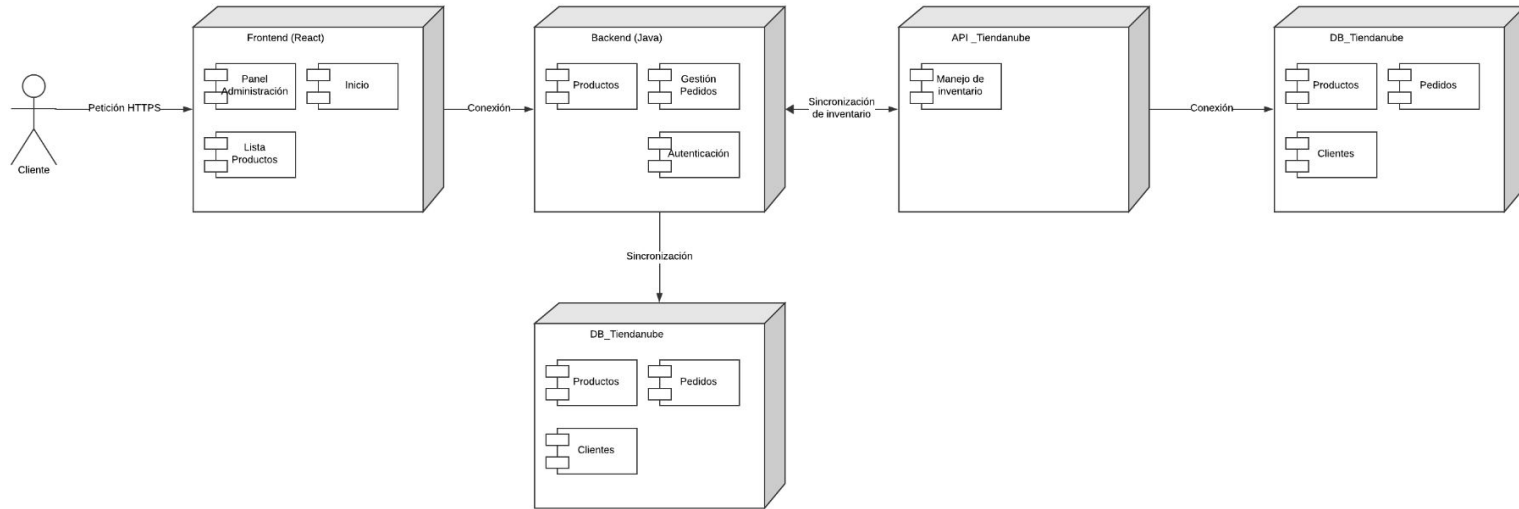 Cliente
Petición HTTPS
Frontend (React)
Panel
Administración
Inicio
Lista
Productos
Conexión
Backend (Java)
Productos
Gestión
Pedidos
Autenticación
Sincronización
de inventario
API _Tiendanube
Manejo de
inventario
Conexión
DB_Tiendanube
Productos
Pedidos
Clientes
Sincronización
DB_Tiendanube
Productos
Pedidos
Clientes